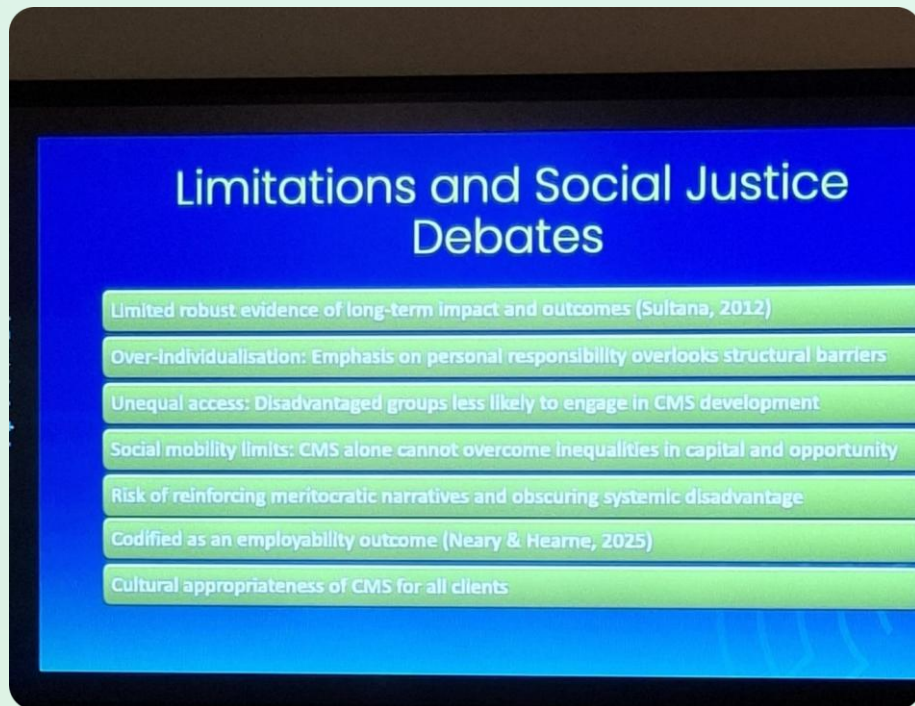 Limitations and Social Justice
Debates
Limited robust evidence of long-term impact and outcomes (Sultana, 2012)
Over-individualisation: Emphasis on personal responsibility overlooks structural barriers
Unequal access: Disadvantaged groups less likely to engage in CMS development
Social mobility limits: CMS alone cannot overcome inequalities in capital and opportunity
Risk of reinforcing meritocratic narratives and obscuring systemic disadvantage
Codified as an employability outcome (Neary & Hearne, 2025)
Cultural appropriateness of CMS for all clients